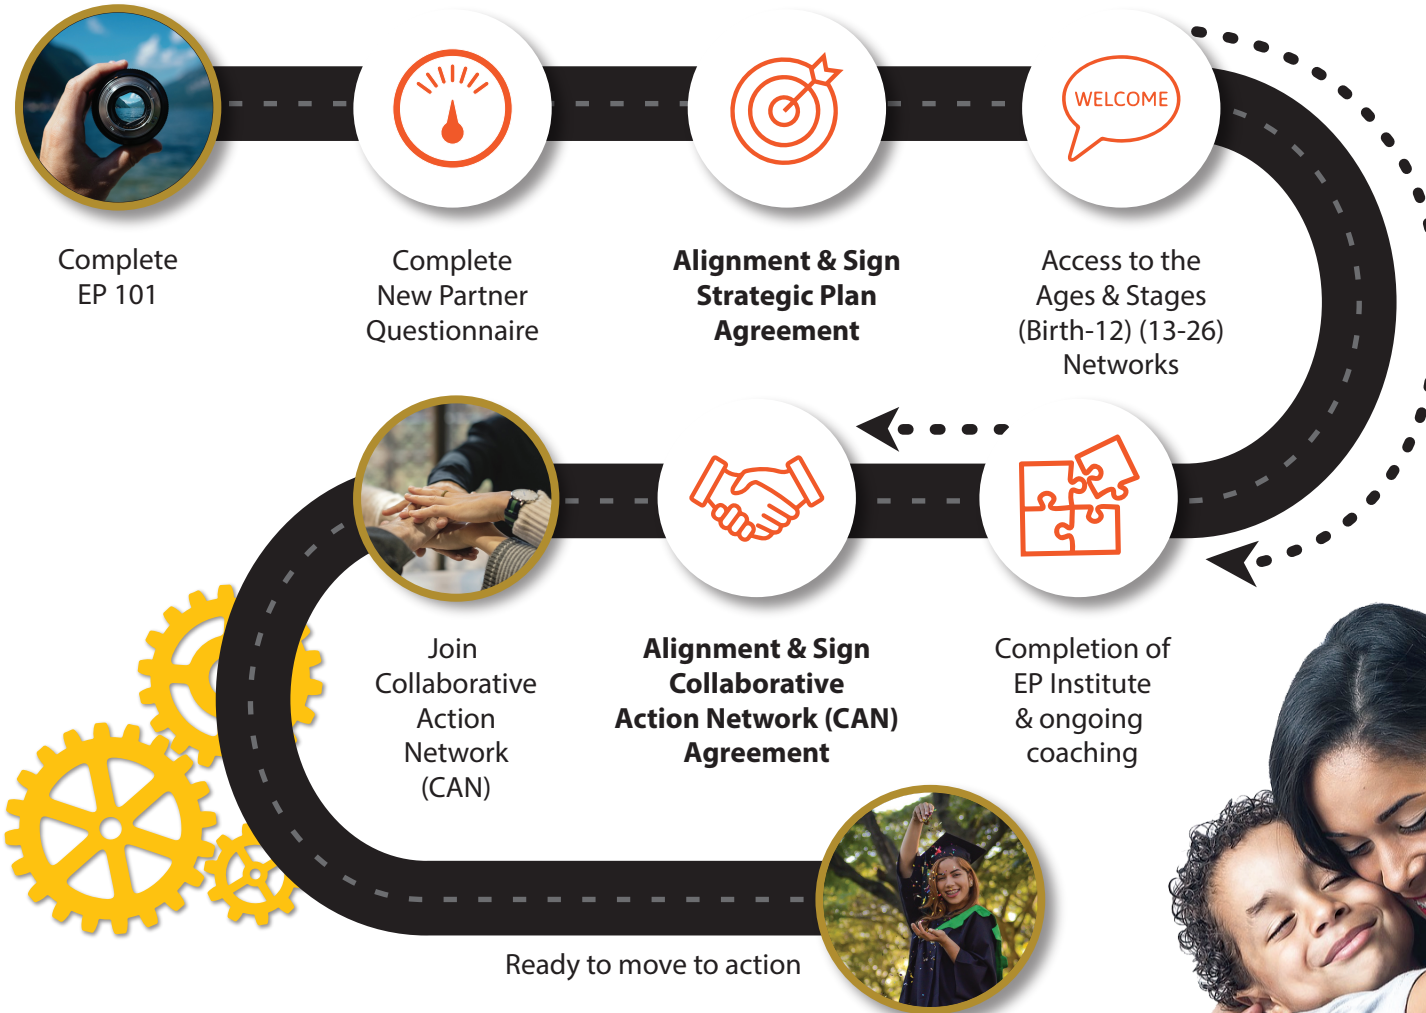 WELCOME
Complete
EP 101
Complete
New Partner
Questionnaire
Alignment & Sign
Strategic Plan
Agreement
Access to the
Ages & Stages
(Birth-12) (13-26)
Networks
Join
Collaborative
Action
Network
(CAN)
Alignment & Sign
Collaborative
Action Network (CAN)
Agreement
Completion of
EP Institute
& ongoing
coaching
Ready to move to action